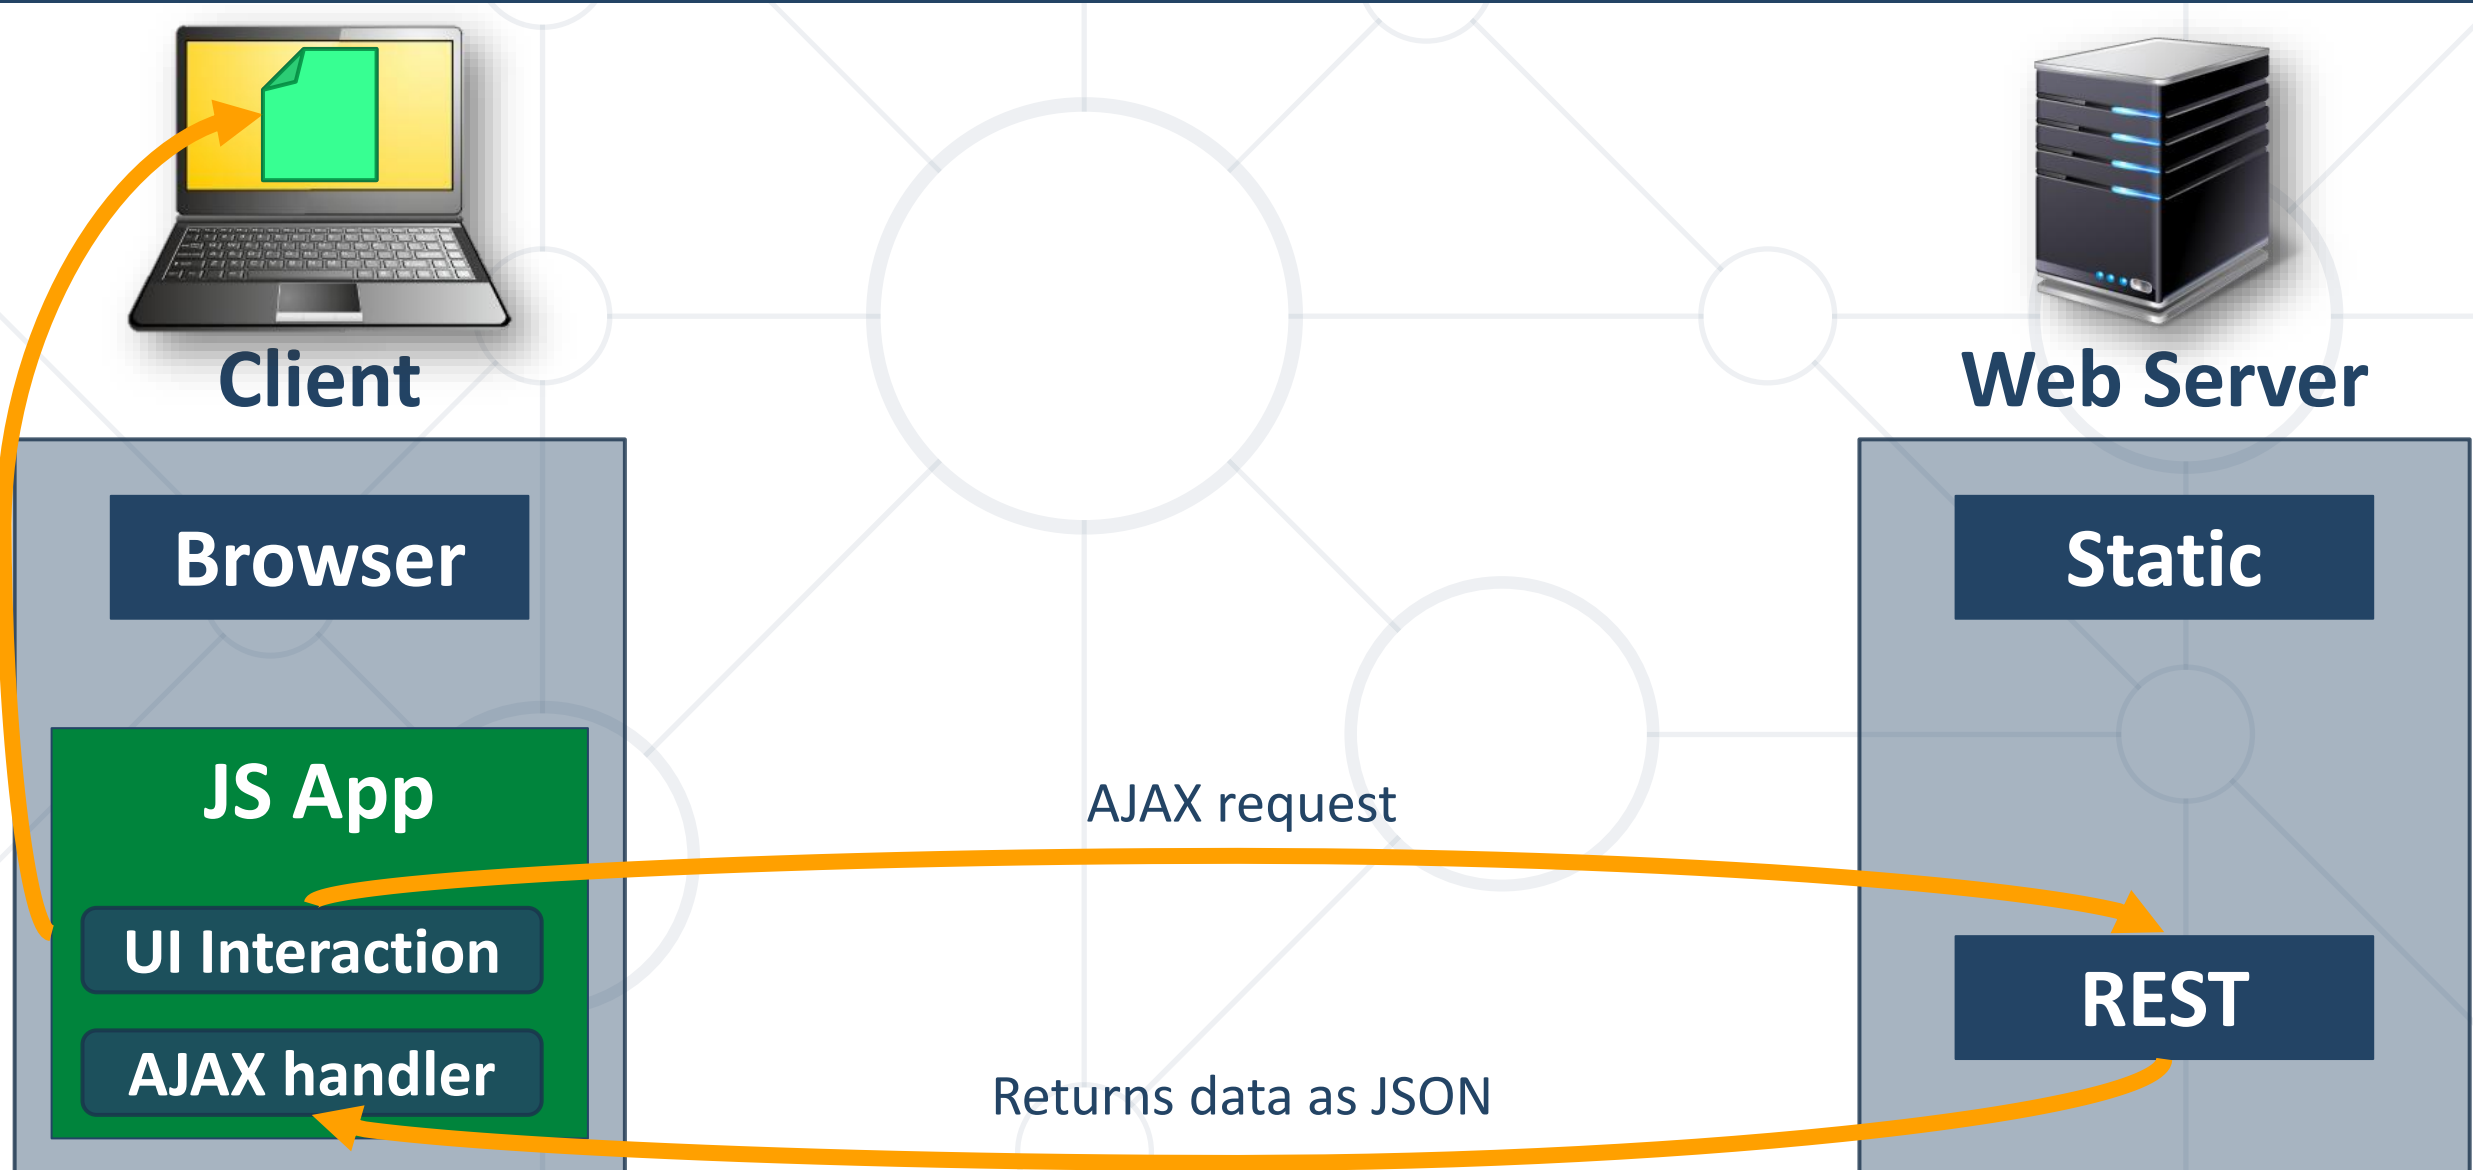 Client
Web Server
Browser
Static
JS App
AJAX request
UI Interaction
REST
AJAX handler
Returns data as JSON